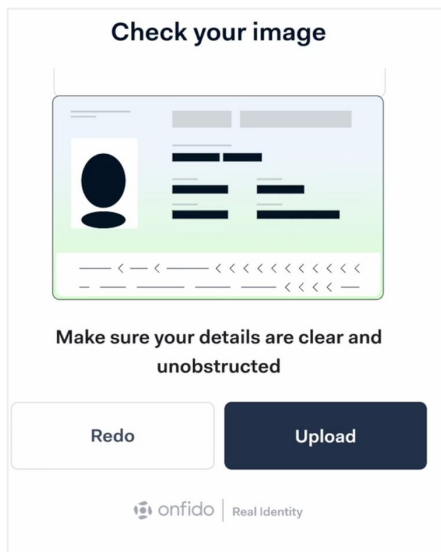 Check your image
Make sure your details are clear and
unobstructed
Redo
Upload
onfido | Real Identity